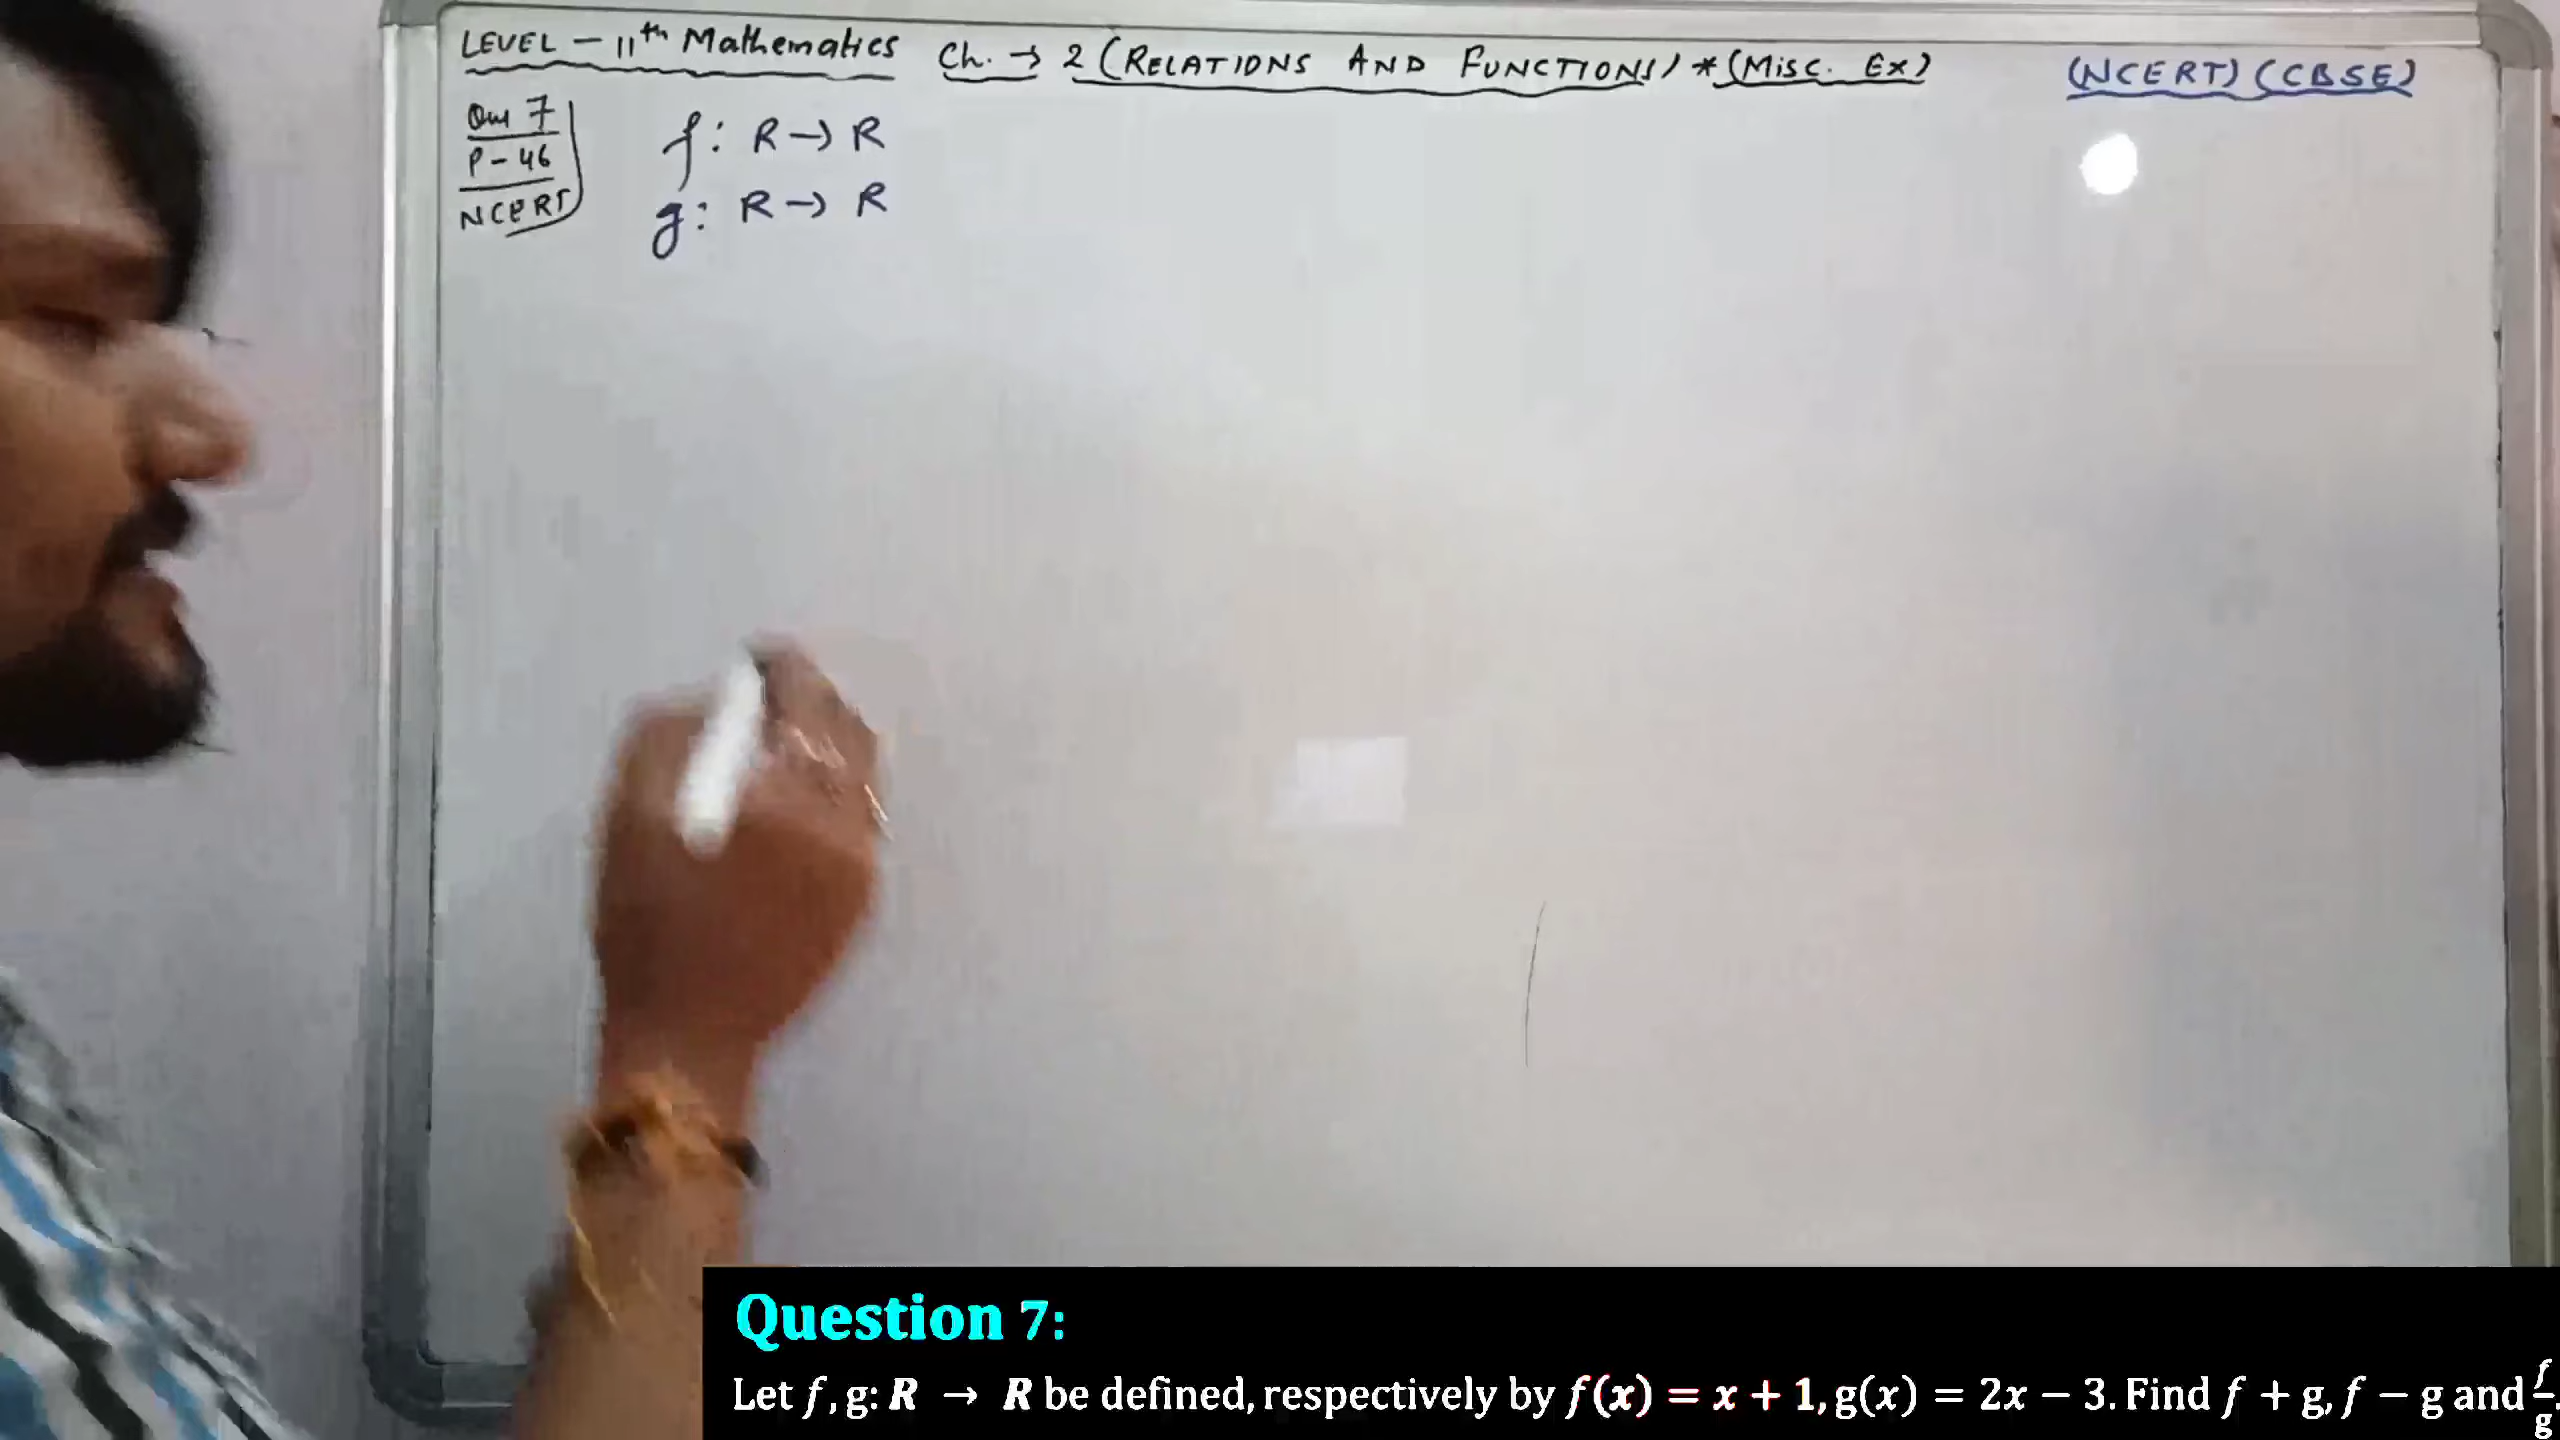 LEVEL - 11th Mathematics Ch. → 2 (RELATIONS AND FUNCTIONS) * (MISC. EX) (NCERT) (CBSE)
Qus 7
P - 46
NCERT
f : R → R
g : R → R
Question 7:
Let f, g: R → R be defined, respectively by f(x) = x + 1, g(x) = 2x − 3. Find f + g, f − g and f/g.